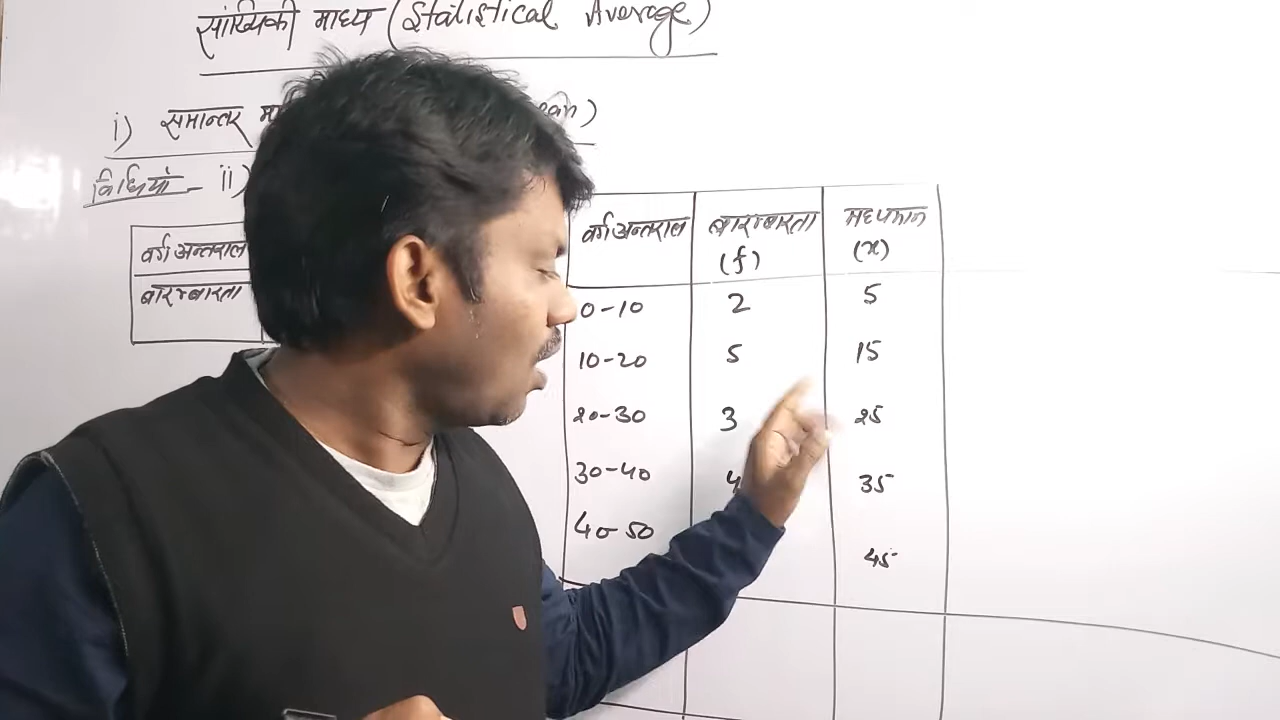 सांख्यिकी माध्य (Statistical Average)
i) समान्तर
विधियां - ii)
वर्ग अन्तराल
बारम्बारता
वर्ग अन्तराल बारम्बारता मध्यमान
(f) (x)
0-10 2 5
10-20 5 15
20-30 3 25
30-40 4 35
40-50
45